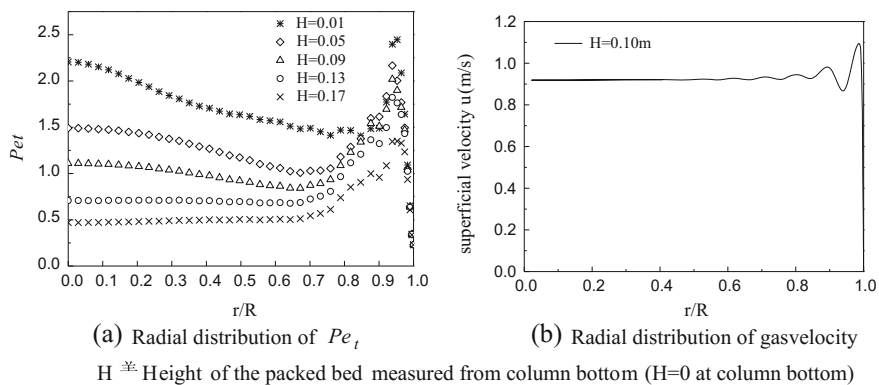 2.5
2.0
1.5
1.0
0.5
0.0
Pet
H=0.01
H=0.05
H=0.09
H=0.13
H=0.17
0.0 0.1 0.2 0.3 0.4 0.5 0.6 0.7 0.8 0.9 1.0
r/R
(a) Radial distribution of Pe_t
1.2
1.0
0.8
0.6
0.4
0.2
0.0
superficial velocity u(m/s)
H=0.10m
0.0 0.2 0.4 0.6 0.8 1.0
r/R
(b) Radial distribution of gasvelocity
H Height of the packed bed measured from column bottom (H=0 at column bottom)